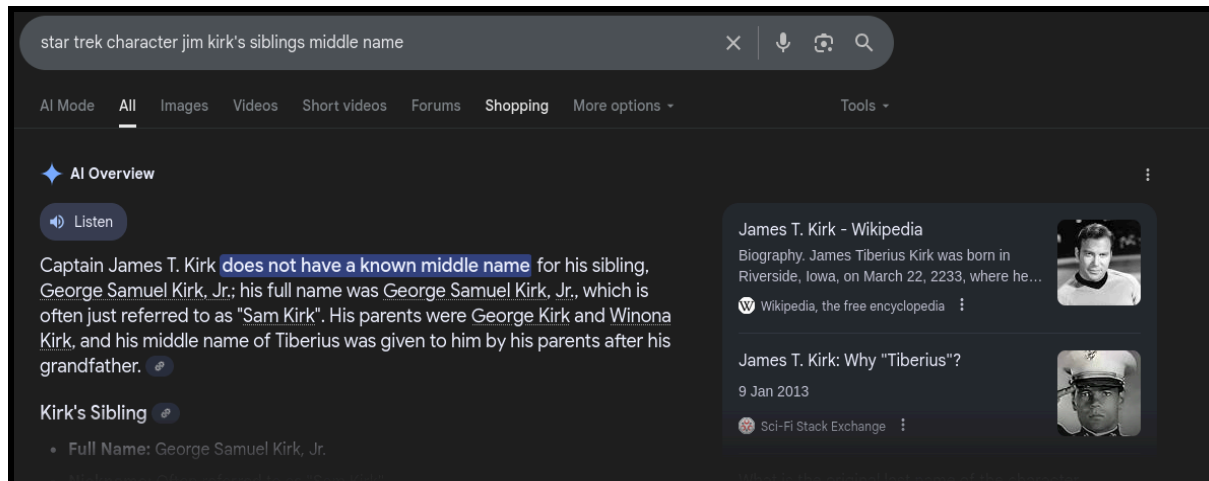 star trek character jim kirk's siblings middle name
AI Mode All Images Videos Short videos Forums Shopping More options Tools
AI Overview
Listen
Captain James T. Kirk does not have a known middle name for his sibling,
George Samuel Kirk, Jr.; his full name was George Samuel Kirk, Jr., which is
often just referred to as "Sam Kirk". His parents were George Kirk and Winona
Kirk, and his middle name of Tiberius was given to him by his parents after his
grandfather.
Kirk's Sibling
• Full Name: George Samuel Kirk, Jr.
James T. Kirk - Wikipedia
Biography. James Tiberius Kirk was born in
Riverside, Iowa, on March 22, 2233, where he...
W Wikipedia, the free encyclopedia
James T. Kirk: Why "Tiberius"?
9 Jan 2013
Sci-Fi Stack Exchange